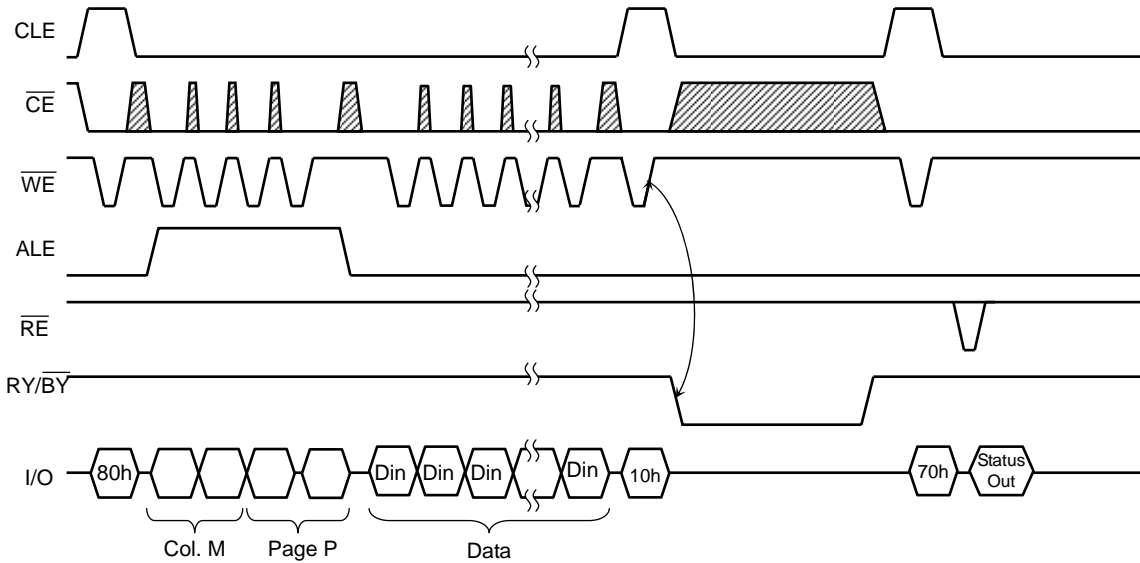 CLE
CE
WE
ALE
RE
RY/BY
I/O
80h
Din
Din
Din
Din
10h
70h
Status
Out
Col. M
Page P
Data